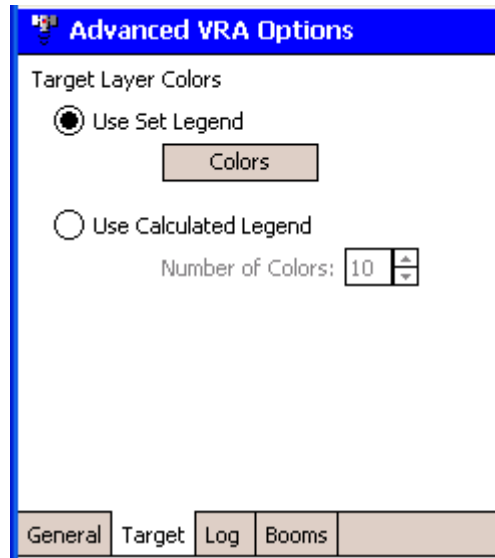 Advanced VRA Options
Target Layer Colors
Use Set Legend
Colors
Use Calculated Legend
Number of Colors: 10
General Target Log Booms